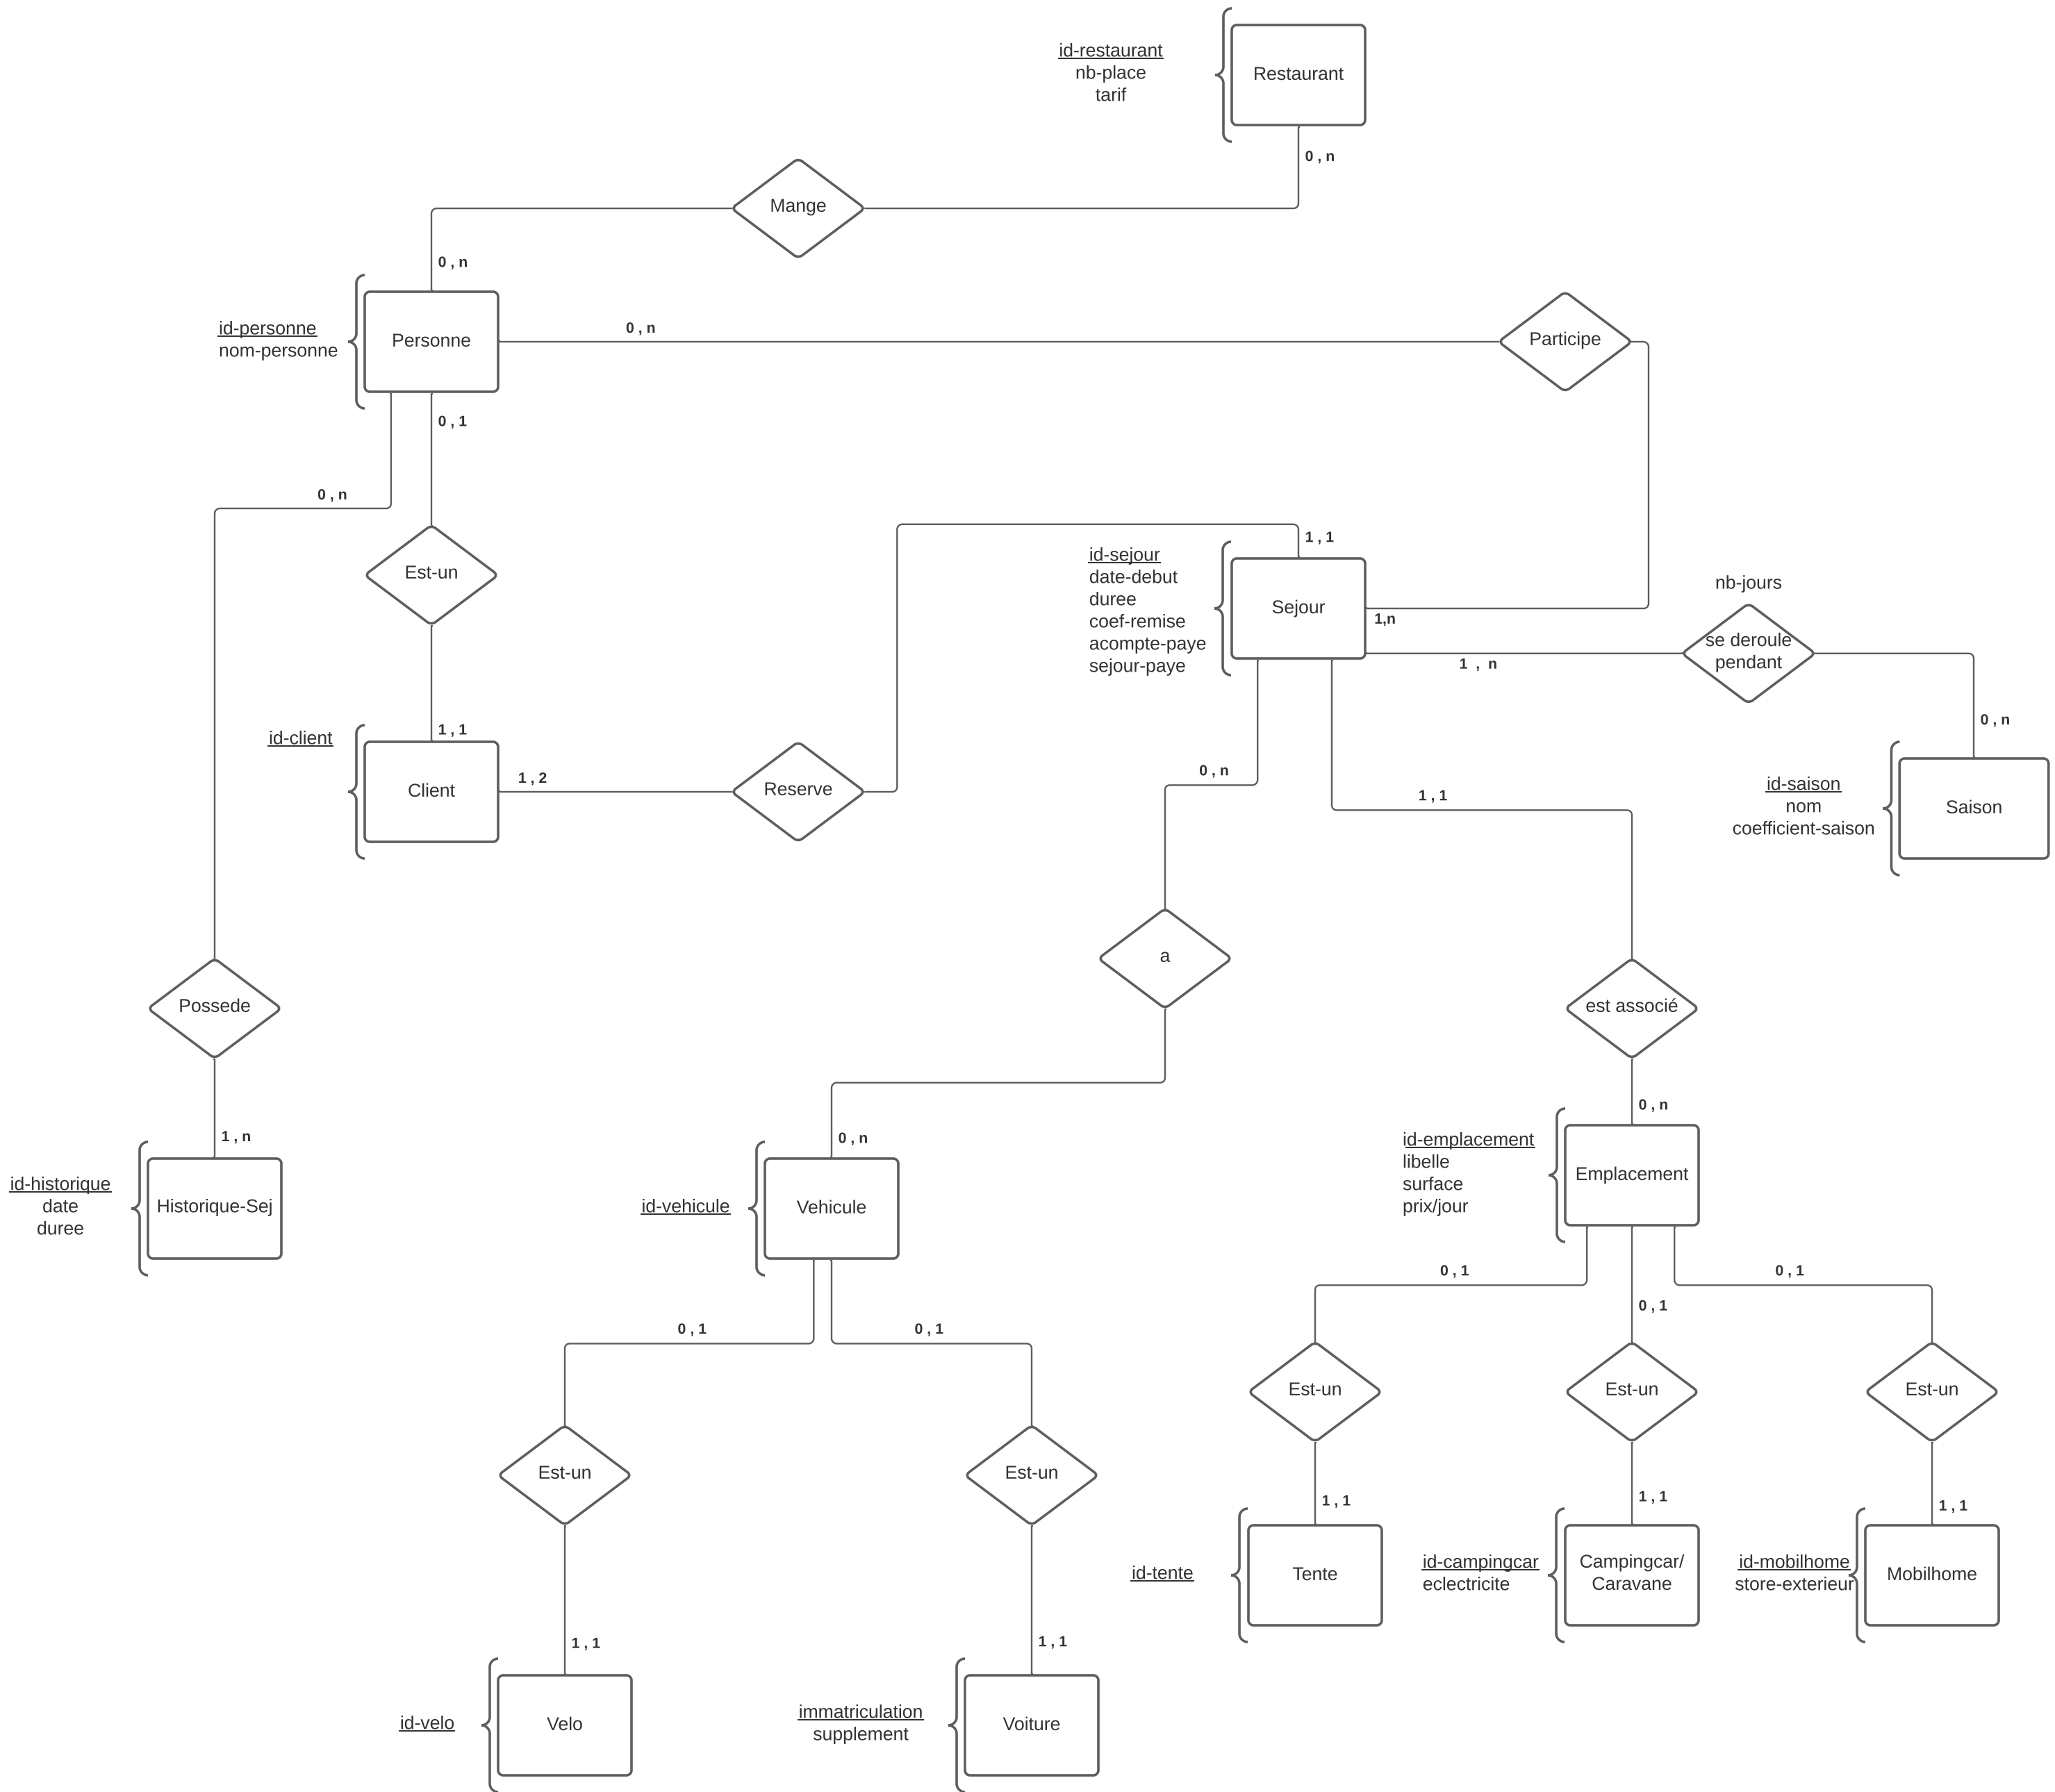 id-restaurant
nb-place
tarif
Restaurant
0 , n
Mange
0 , n
id-personne
nom-personne
Personne
0 , n
Participe
0 , 1
0 , n
Est-un
1 , 1
id-sejour
date-debut
duree
coef-remise
acompte-paye
sejour-paye
Sejour
1,n
nb-jours
se deroule
pendant
1 , n
0 , n
id-client
1 , 1
Client
1 , 2
Reserve
0 , n
1 , 1
id-saison
nom
coefficient-saison
Saison
a
Possede
est associé
1 , n
0 , n
0 , n
id-historique
date
duree
Historique-Sej
id-vehicule
Vehicule
id-emplacement
libelle
surface
prix/jour
Emplacement
0 , 1
0 , 1
0 , 1
0 , 1
0 , 1
Est-un
Est-un
Est-un
Est-un
Est-un
1 , 1
1 , 1
1 , 1
id-tente
Tente
id-campingcar
eclectricite
Campingcar/
Caravane
id-mobilhome
store-exterieur
Mobilhome
1 , 1
1 , 1
id-velo
Velo
immatriculation
supplement
Voiture